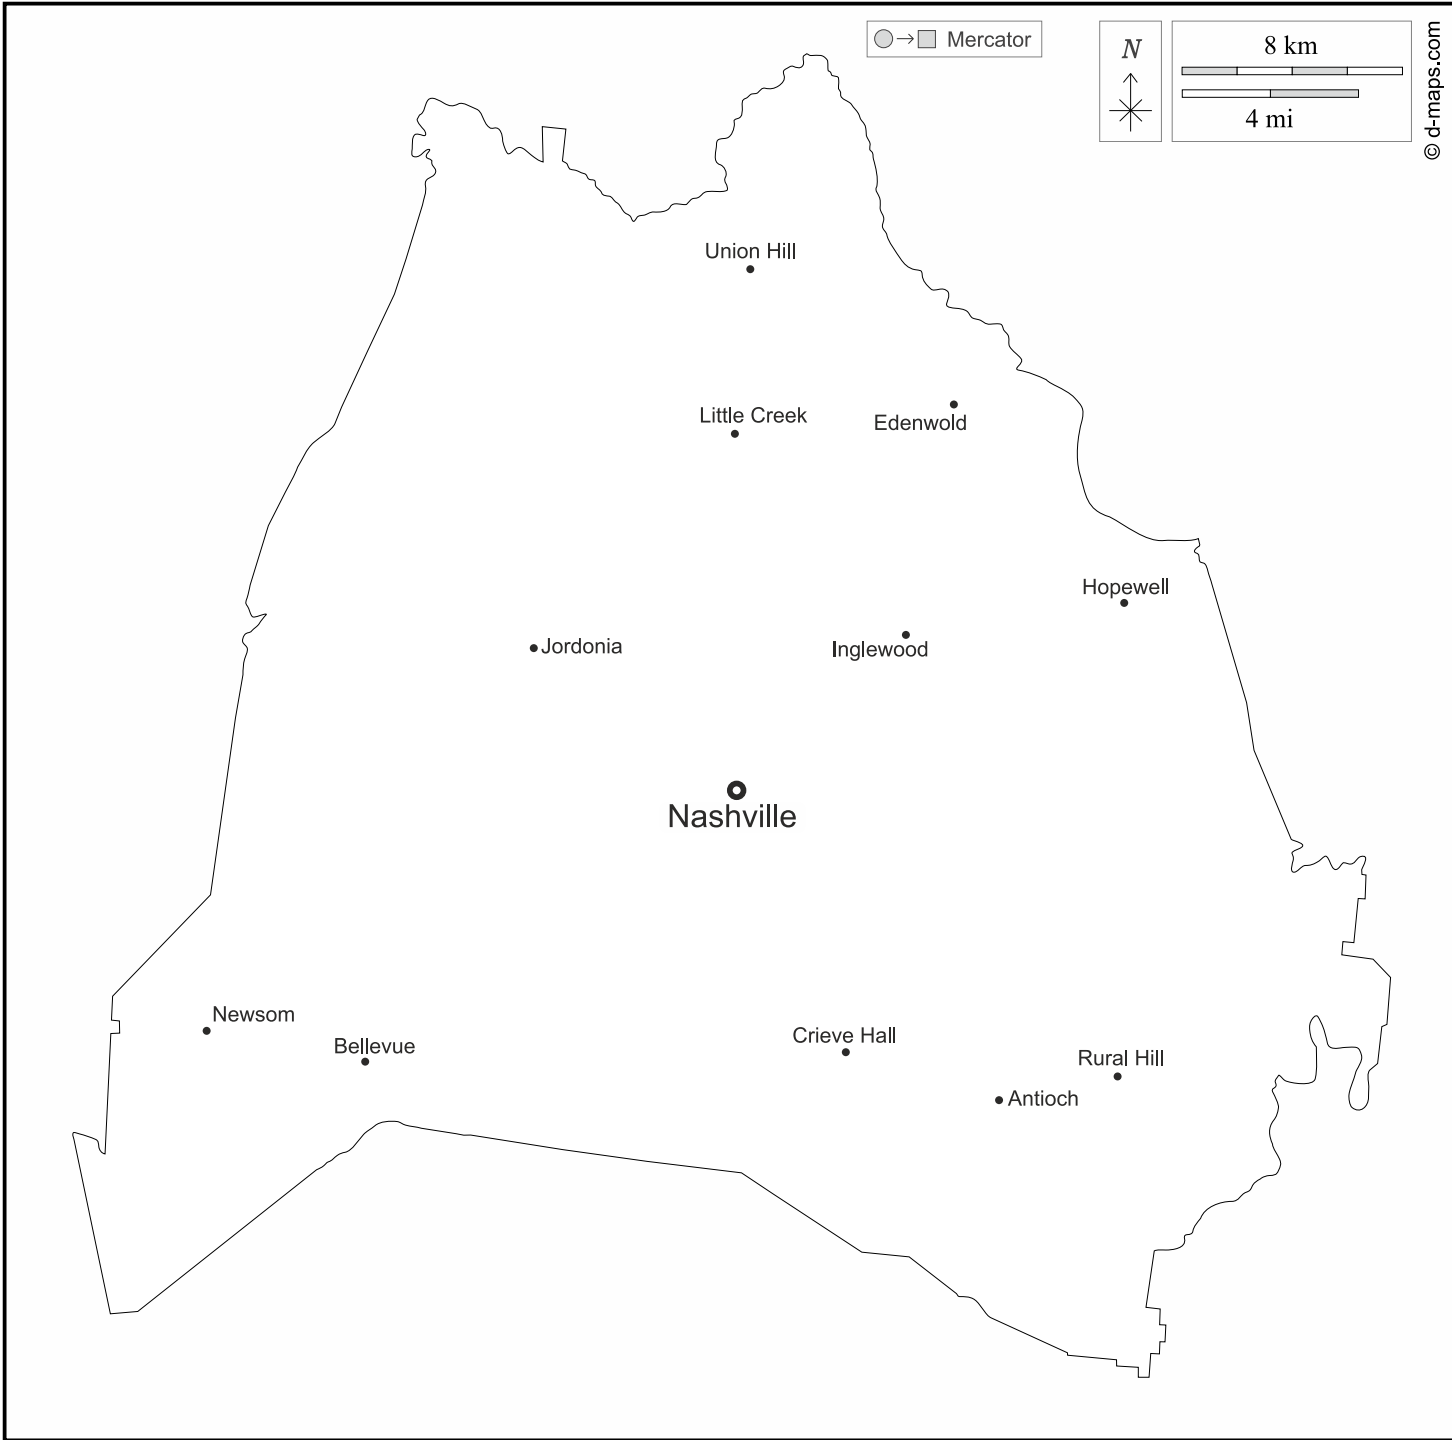 Mercator
N
8 km
4 mi
© d-maps.com
Union Hill
Little Creek
Edenwold
Hopewell
Jordonia
Inglewood
Nashville
Newsom
Bellevue
Crieve Hall
Rural Hill
Antioch